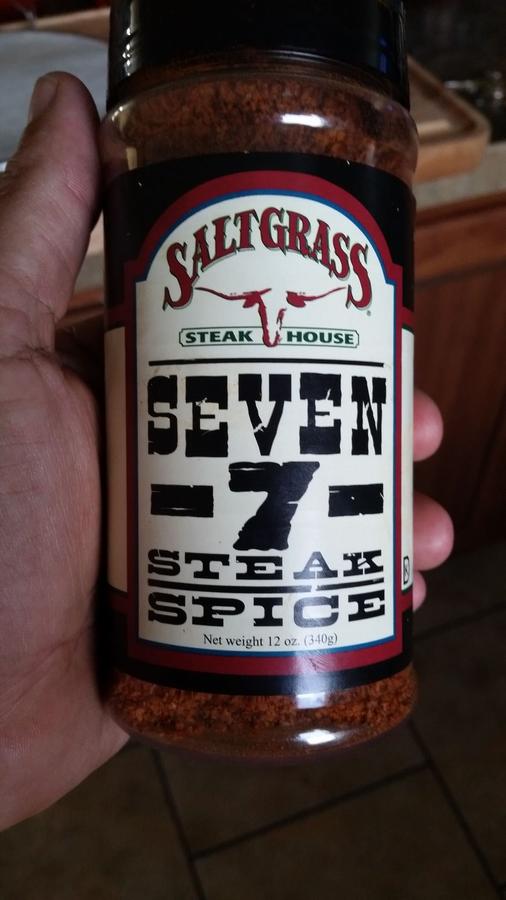 SALTGRASS
STEAK HOUSE
SEVEN
-7-
STEAK
SPICE
Net weight 12 oz. (340g)